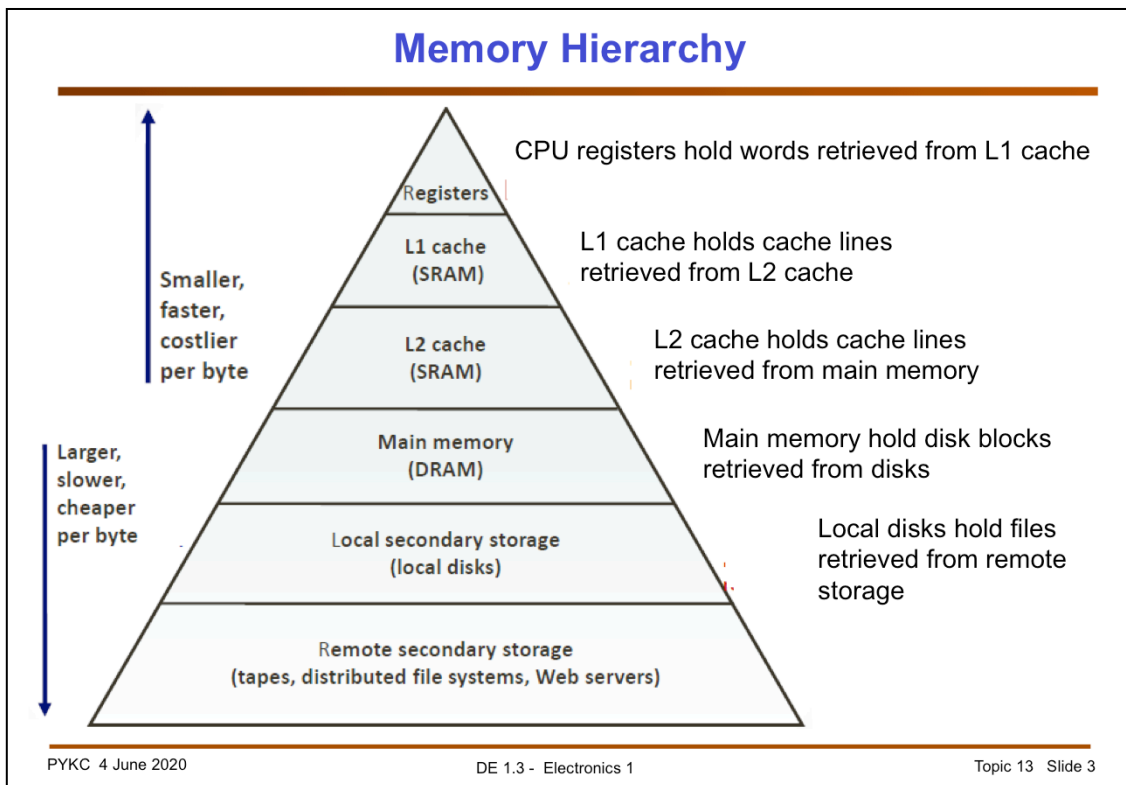 Memory Hierarchy
CPU registers hold words retrieved from L1 cache
Registers
L1 cache
(SRAM)
L1 cache holds cache lines
retrieved from L2 cache
Smaller,
faster,
costlier
per byte
L2 cache
(SRAM)
L2 cache holds cache lines
retrieved from main memory
Larger,
slower,
cheaper
per byte
Main memory
(DRAM)
Main memory hold disk blocks
retrieved from disks
Local secondary storage
(local disks)
Local disks hold files
retrieved from remote
storage
Remote secondary storage
(tapes, distributed file systems, Web servers)
PYKC 4 June 2020
DE 1.3 - Electronics 1
Topic 13 Slide 3